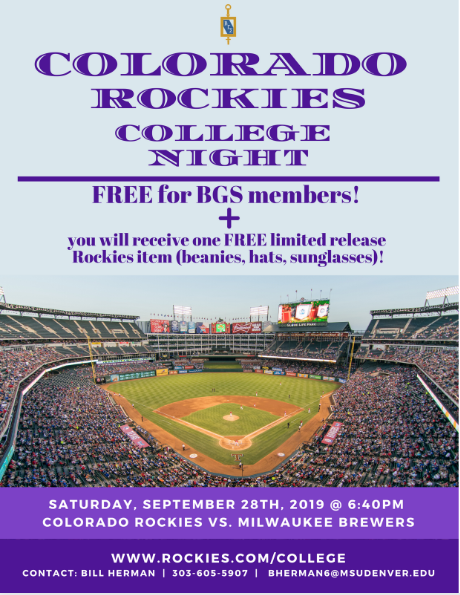 COLORADO
ROCKIES
COLLEGE
NIGHT
FREE for BGS members!
+
you will receive one FREE limited release
Rockies item (beanies, hats, sunglasses)!
SATURDAY, SEPTEMBER 28TH, 2019 @ 6:40PM
COLORADO ROCKIES VS. MILWAUKEE BREWERS
WWW.ROCKIES.COM/COLLEGE
CONTACT: BILL HERMAN | 303-605-5907 | BHERMAN6@MSUDENVER.EDU